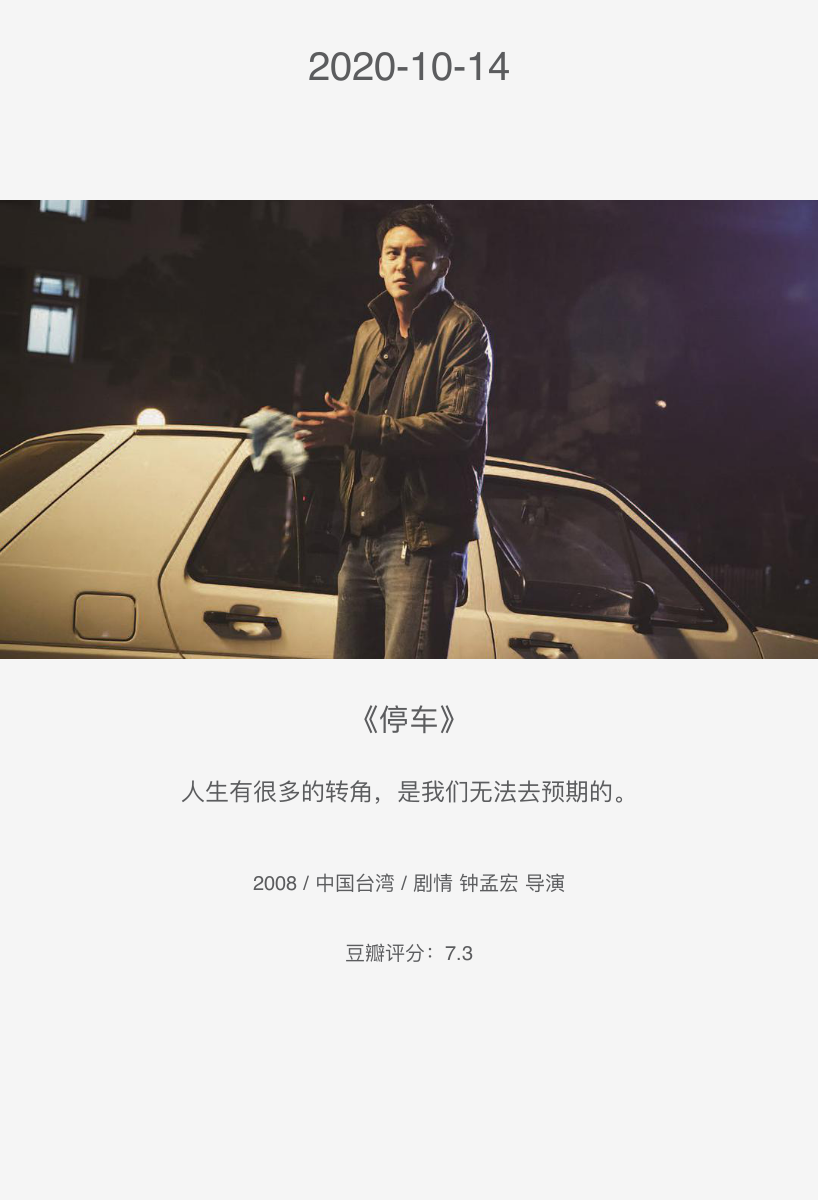 2020-10-14
《停车》
人生有很多的转角，是我们无法去预期的。
2008 / 中国台湾 / 剧情 钟孟宏 导演
豆瓣评分：7.3